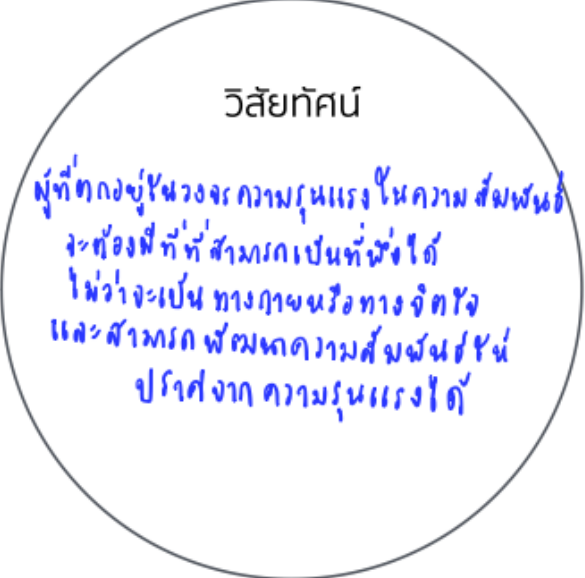 วิสัยทัศน์
ผู้ที่ตกอยู่ในวงจรความรุนแรงในความสัมพันธ์
จะต้องมีที่ที่สามารถเป็นที่พึ่งได้
ไม่ว่าจะเป็น ทางกายหรือทางจิตใจ
และสามารถพัฒนาความสัมพันธ์ให้
ปราศจากความรุนแรงได้